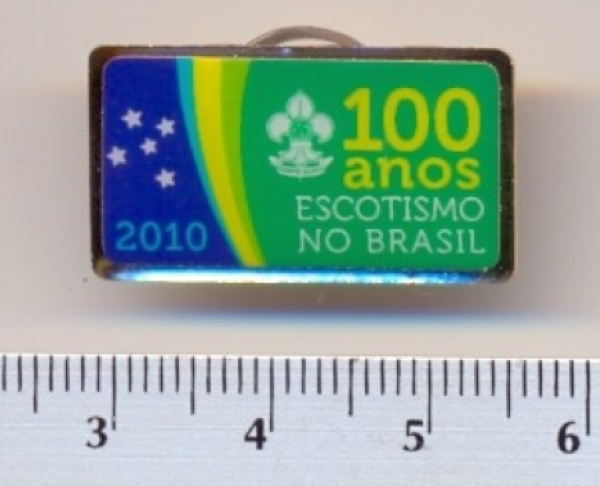 100
anos
ESCOTISMO
NO BRASIL
2010
3 4 5 6